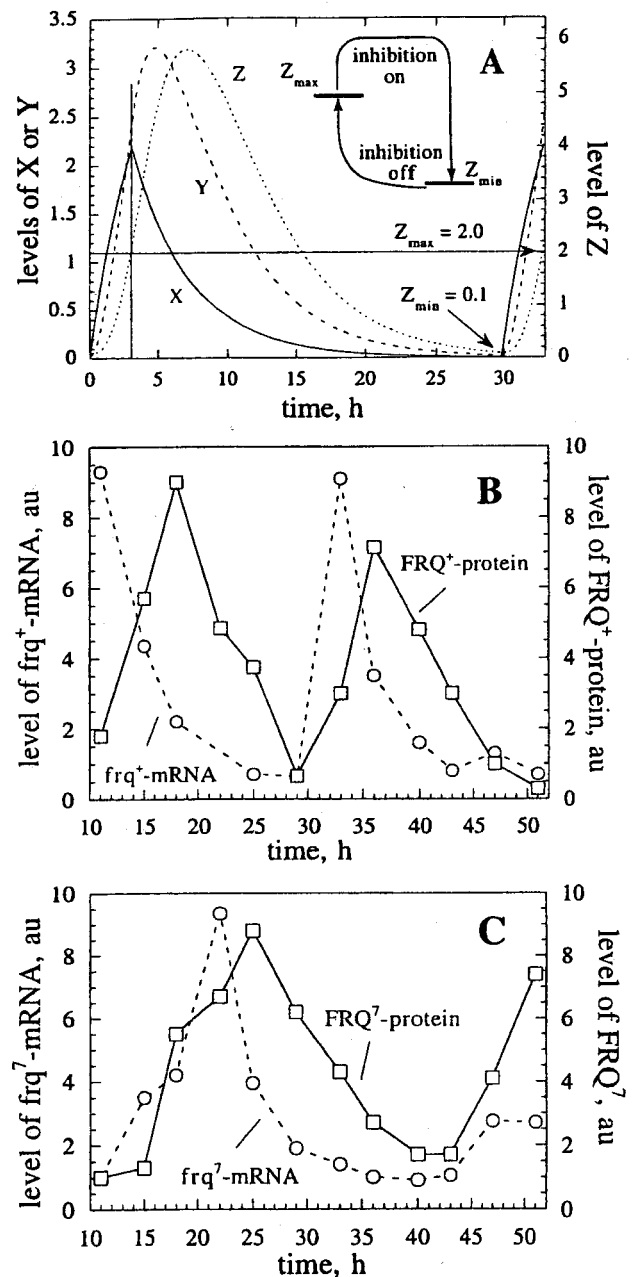 A
3.5
3.0
2.5
2.0
1.5
1.0
0.5
0
levels of X or Y
6
5
4
3
2
1
0
level of Z
Zmax
inhibition
on
inhibition
off
Zmin
Z
Y
X
Zmax = 2.0
Zmin = 0.1
0 5 10 15 20 25 30
time, h
B
10
8
6
4
2
0
level of frq+-mRNA, au
10
8
6
4
2
0
level of FRQ+-
protein, au
FRQ+-protein
frq+-mRNA
10 15 20 25 30 35 40 45 50
time, h
C
10
8
6
4
2
0
level of frq7-mRNA, au
10
8
6
4
2
0
level of FRQ7, au
FRQ7-protein
frq7-mRNA
10 15 20 25 30 35 40 45 50
time, h